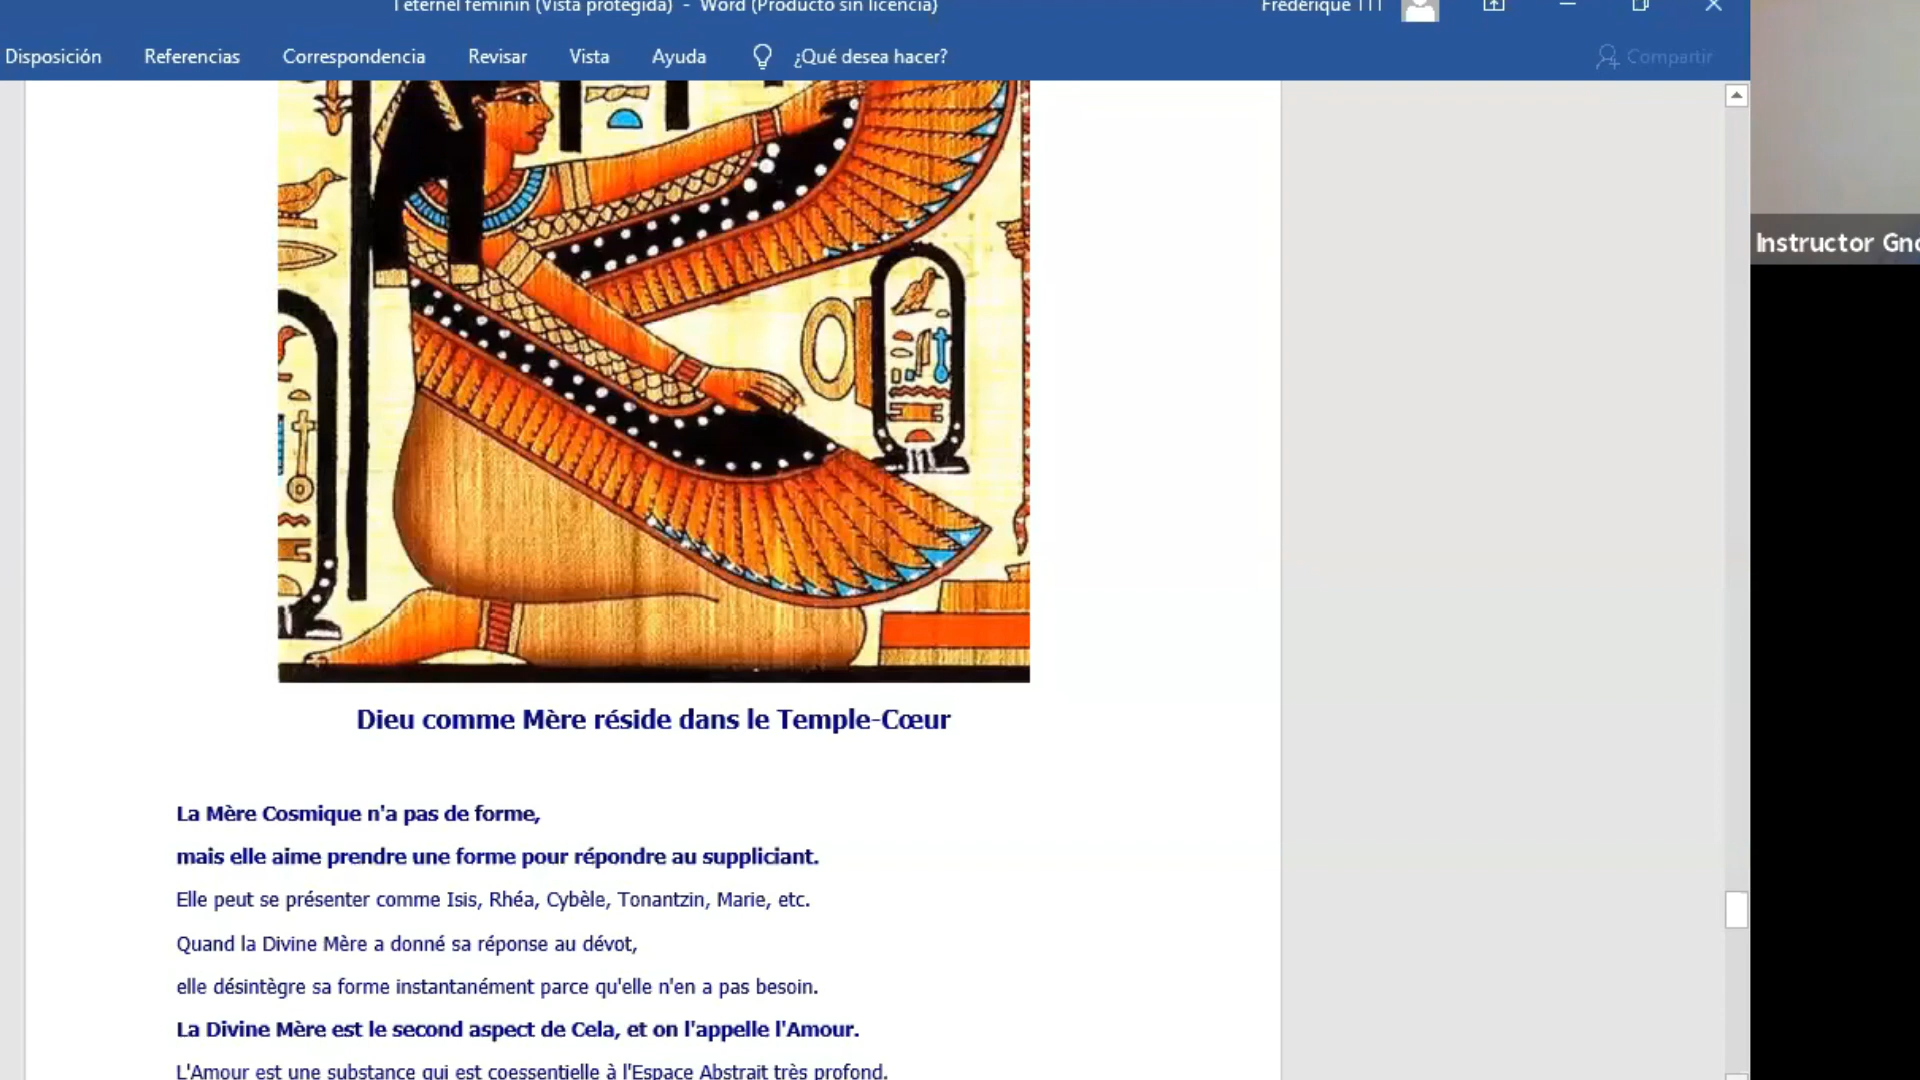 l'eternel feminin (Vista protegida) - Word (Producto sin licencia)
Disposición Referencias Correspondencia Revisar Vista Ayuda ¿Qué desea hacer? Compartir
Instructor
Dieu comme Mère réside dans le Temple-Cœur
La Mère Cosmique n'a pas de forme,
mais elle aime prendre une forme pour répondre au suppliciant.
Elle peut se présenter comme Isis, Rhéa, Cybèle, Tonantzin, Marie, etc.
Quand la Divine Mère a donné sa réponse au dévot,
elle désintègre sa forme instantanément parce qu'elle n'en a pas besoin.
La Divine Mère est le second aspect de Cela, et on l'appelle l'Amour.
L'Amour est une substance qui est coessentielle à l'Espace Abstrait très profond.